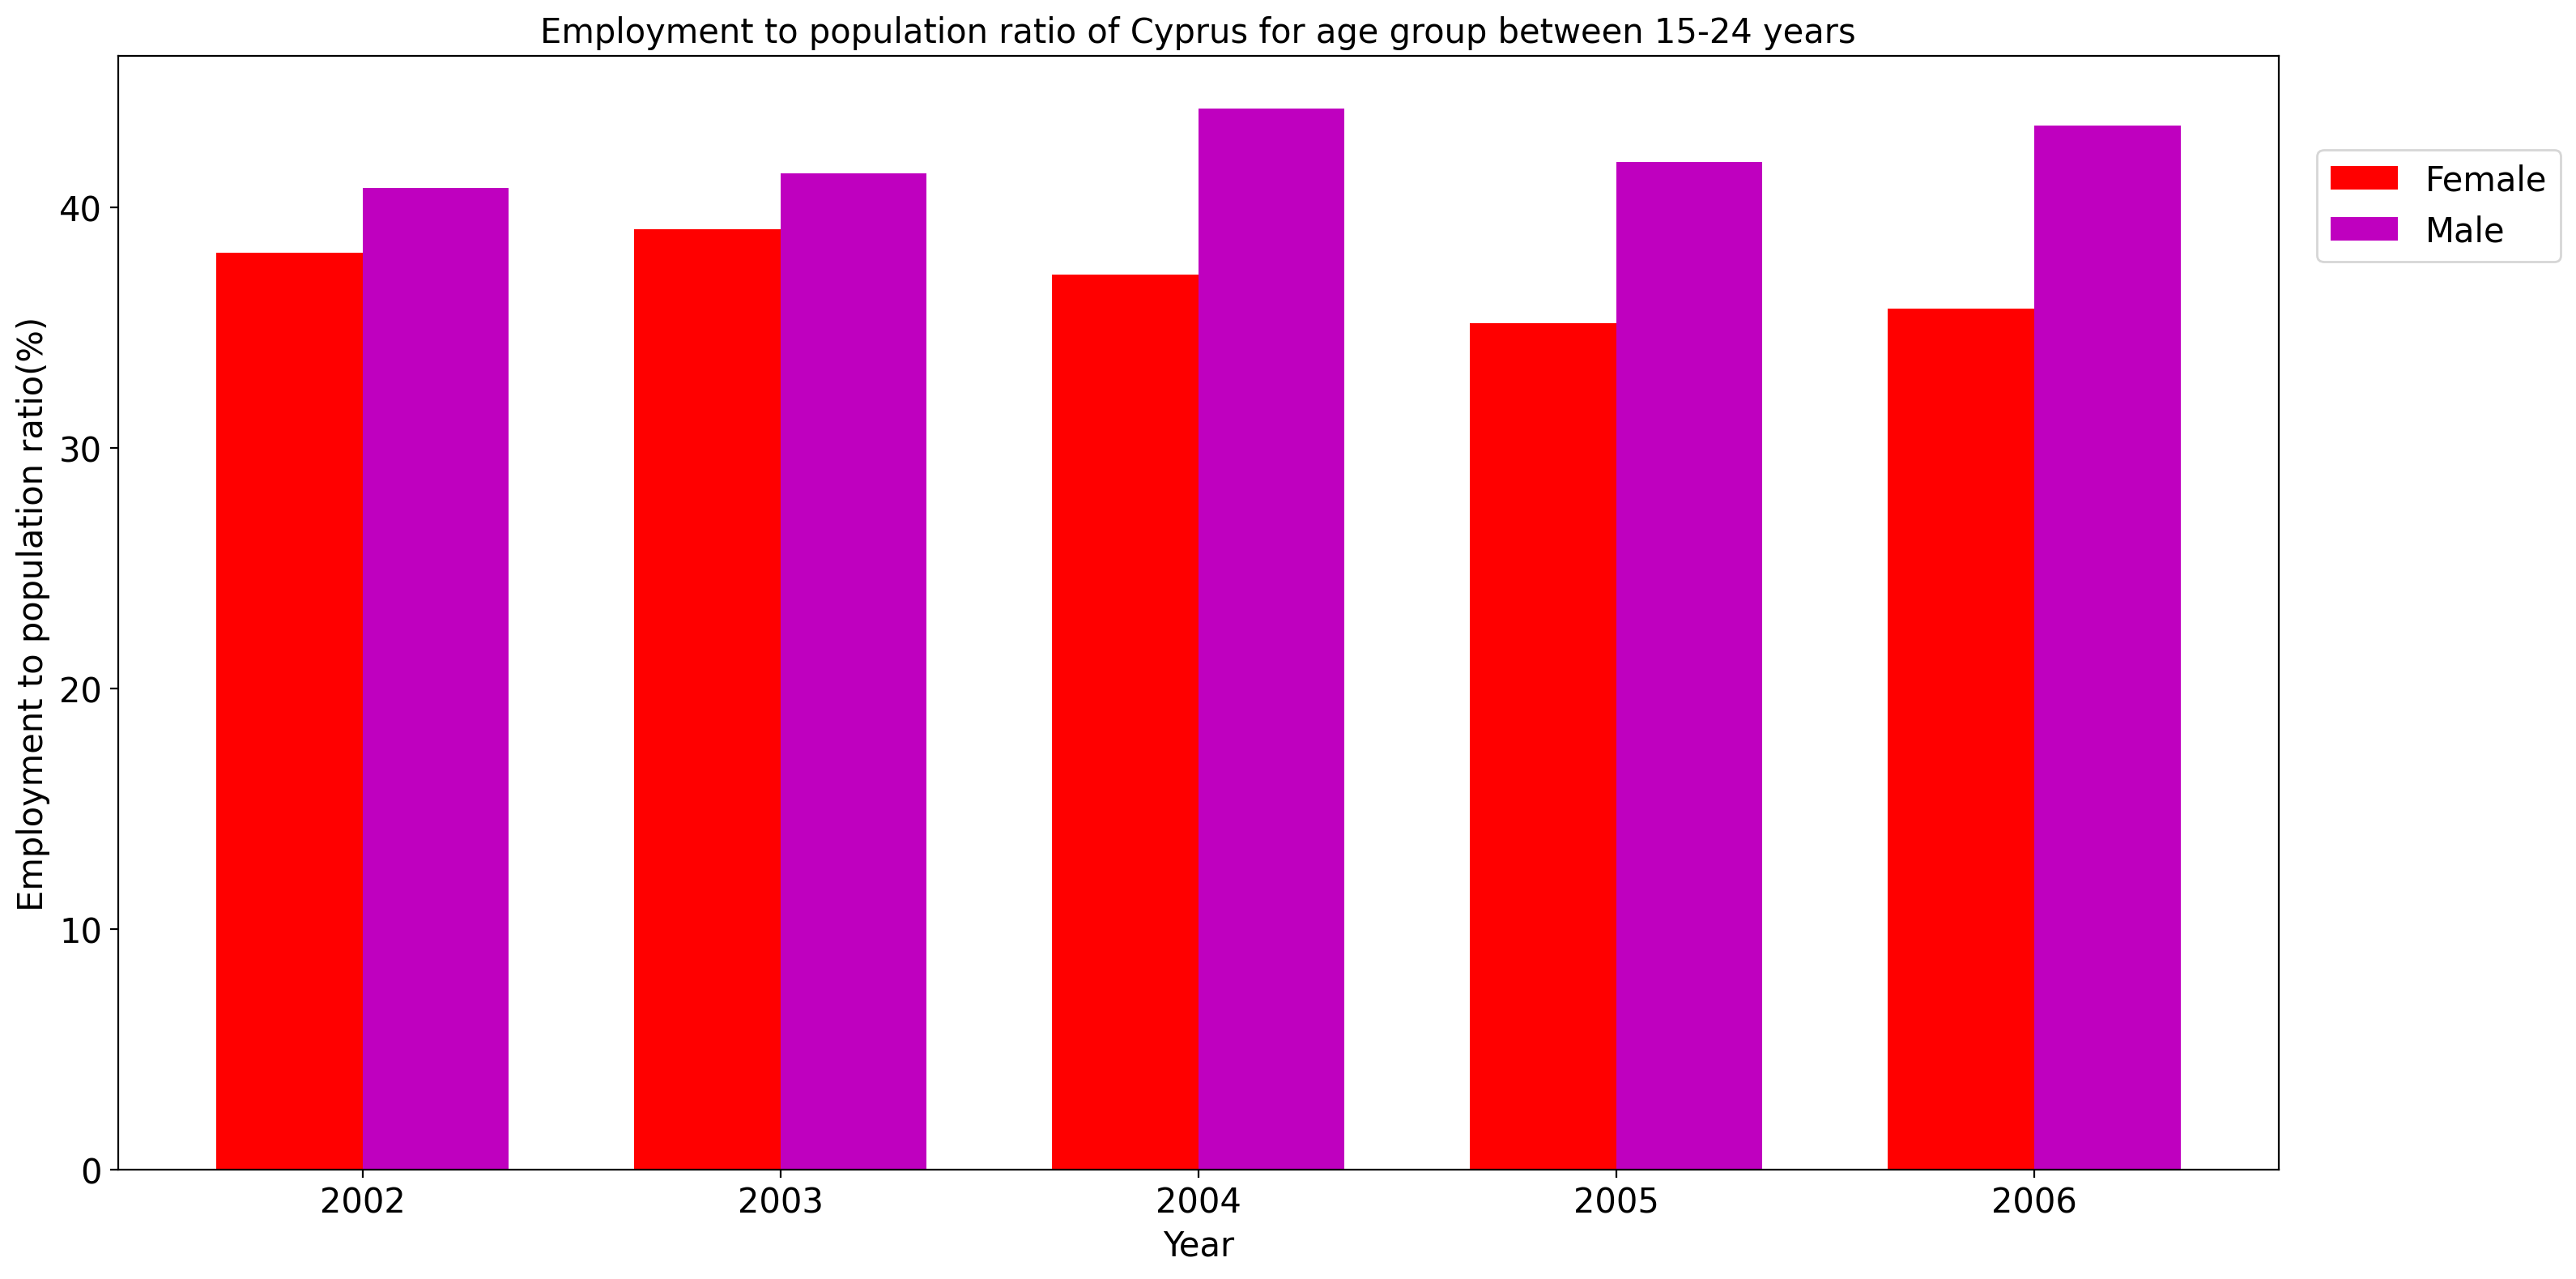 Employment to population ratio of Cyprus for age group between 15-24 years
Employment to population ratio(%)
40
30
20
10
0
2002
2003
2004
2005
2006
Year
Female
Male